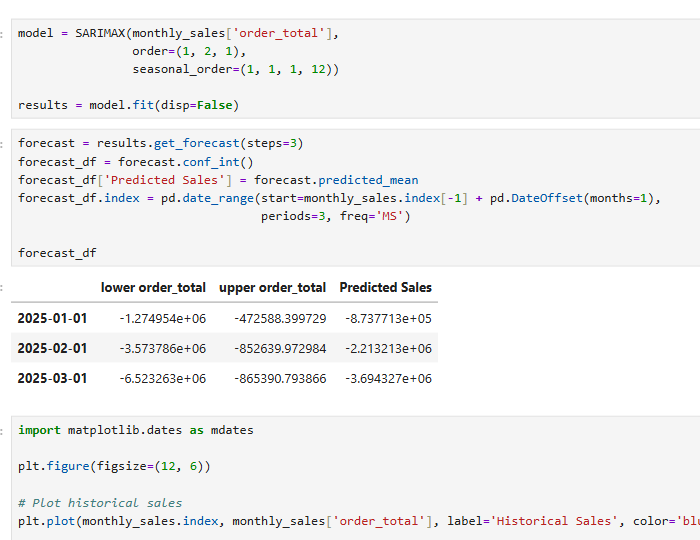 model = SARIMAX(monthly_sales['order_total'],
order=(1, 2, 1),
seasonal_order=(1, 1, 1, 12))
results = model.fit(disp=False)
forecast = results.get_forecast(steps=3)
forecast_df = forecast.conf_int()
forecast_df['Predicted Sales'] = forecast.predicted_mean
forecast_df.index = pd.date_range(start=monthly_sales.index[-1] + pd.DateOffset(months=1),
periods=3, freq='MS')
forecast_df
lower order_total upper order_total Predicted Sales
2025-01-01 -1.274954e+06 -472588.399729 -8.737713e+05
2025-02-01 -3.573786e+06 -852639.972984 -2.213213e+06
2025-03-01 -6.523263e+06 -865390.793866 -3.694327e+06
import matplotlib.dates as mdates
plt.figure(figsize=(12, 6))
# Plot historical sales
plt.plot(monthly_sales.index, monthly_sales['order_total'], label='Historical Sales', color='blu